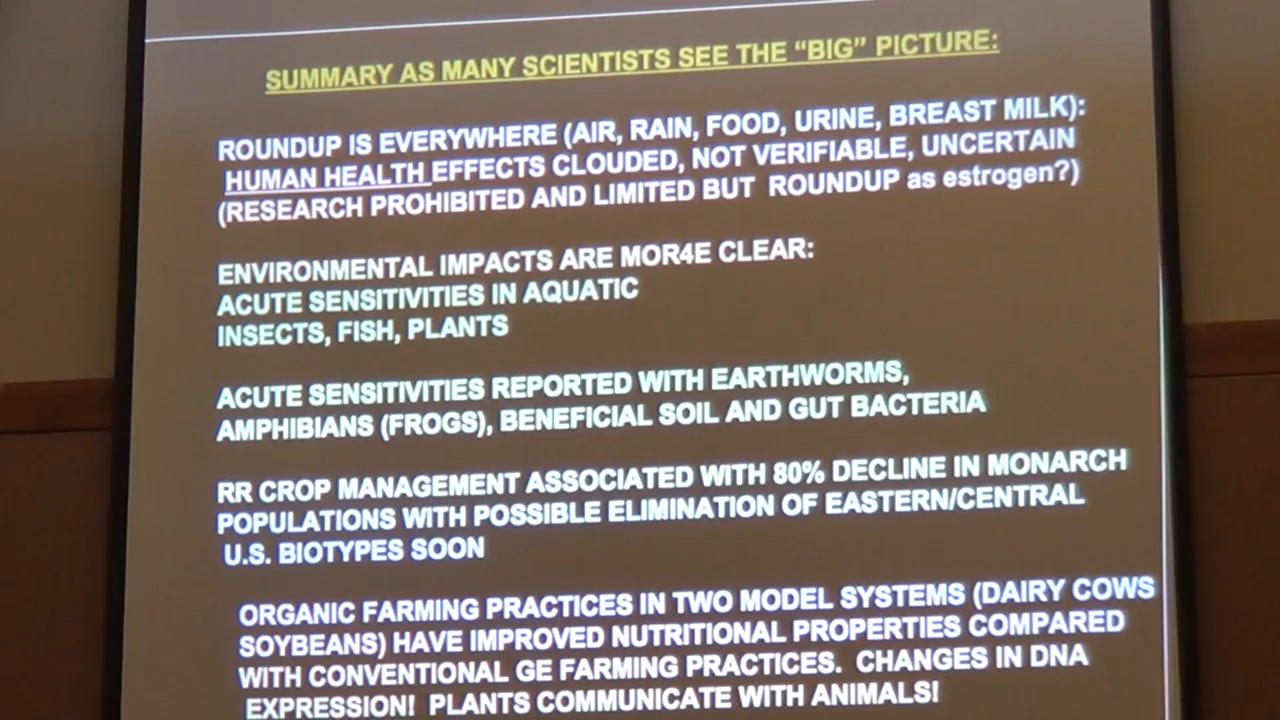 SUMMARY AS MANY SCIENTISTS SEE THE “BIG” PICTURE:
ROUNDUP IS EVERYWHERE (AIR, RAIN, FOOD, URINE, BREAST MILK):
HUMAN HEALTH EFFECTS CLOUDED, NOT VERIFIABLE, UNCERTAIN
(RESEARCH PROHIBITED AND LIMITED BUT ROUNDUP as estrogen?)
ENVIRONMENTAL IMPACTS ARE MOR4E CLEAR:
ACUTE SENSITIVITIES IN AQUATIC
INSECTS, FISH, PLANTS
ACUTE SENSITIVITIES REPORTED WITH EARTHWORMS,
AMPHIBIANS (FROGS), BENEFICIAL SOIL AND GUT BACTERIA
RR CROP MANAGEMENT ASSOCIATED WITH 80% DECLINE IN MONARCH
POPULATIONS WITH POSSIBLE ELIMINATION OF EASTERN/CENTRAL
U.S. BIOTYPES SOON
ORGANIC FARMING PRACTICES IN TWO MODEL SYSTEMS (DAIRY COWS
SOYBEANS) HAVE IMPROVED NUTRITIONAL PROPERTIES COMPARED
WITH CONVENTIONAL GE FARMING PRACTICES. CHANGES IN DNA
EXPRESSION! PLANTS COMMUNICATE WITH ANIMALS!